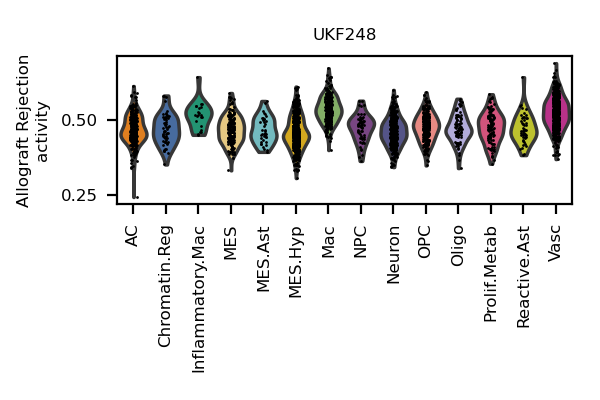 UKF248
Allograft Rejection
activity
0.50
0.25
AC
Chromatin.Reg
Inflammatory.Mac
MES
MES.Ast
MES.Hyp
Mac
NPC
Neuron
OPC
Oligo
Prolif.Metab
Reactive.Ast
Vasc